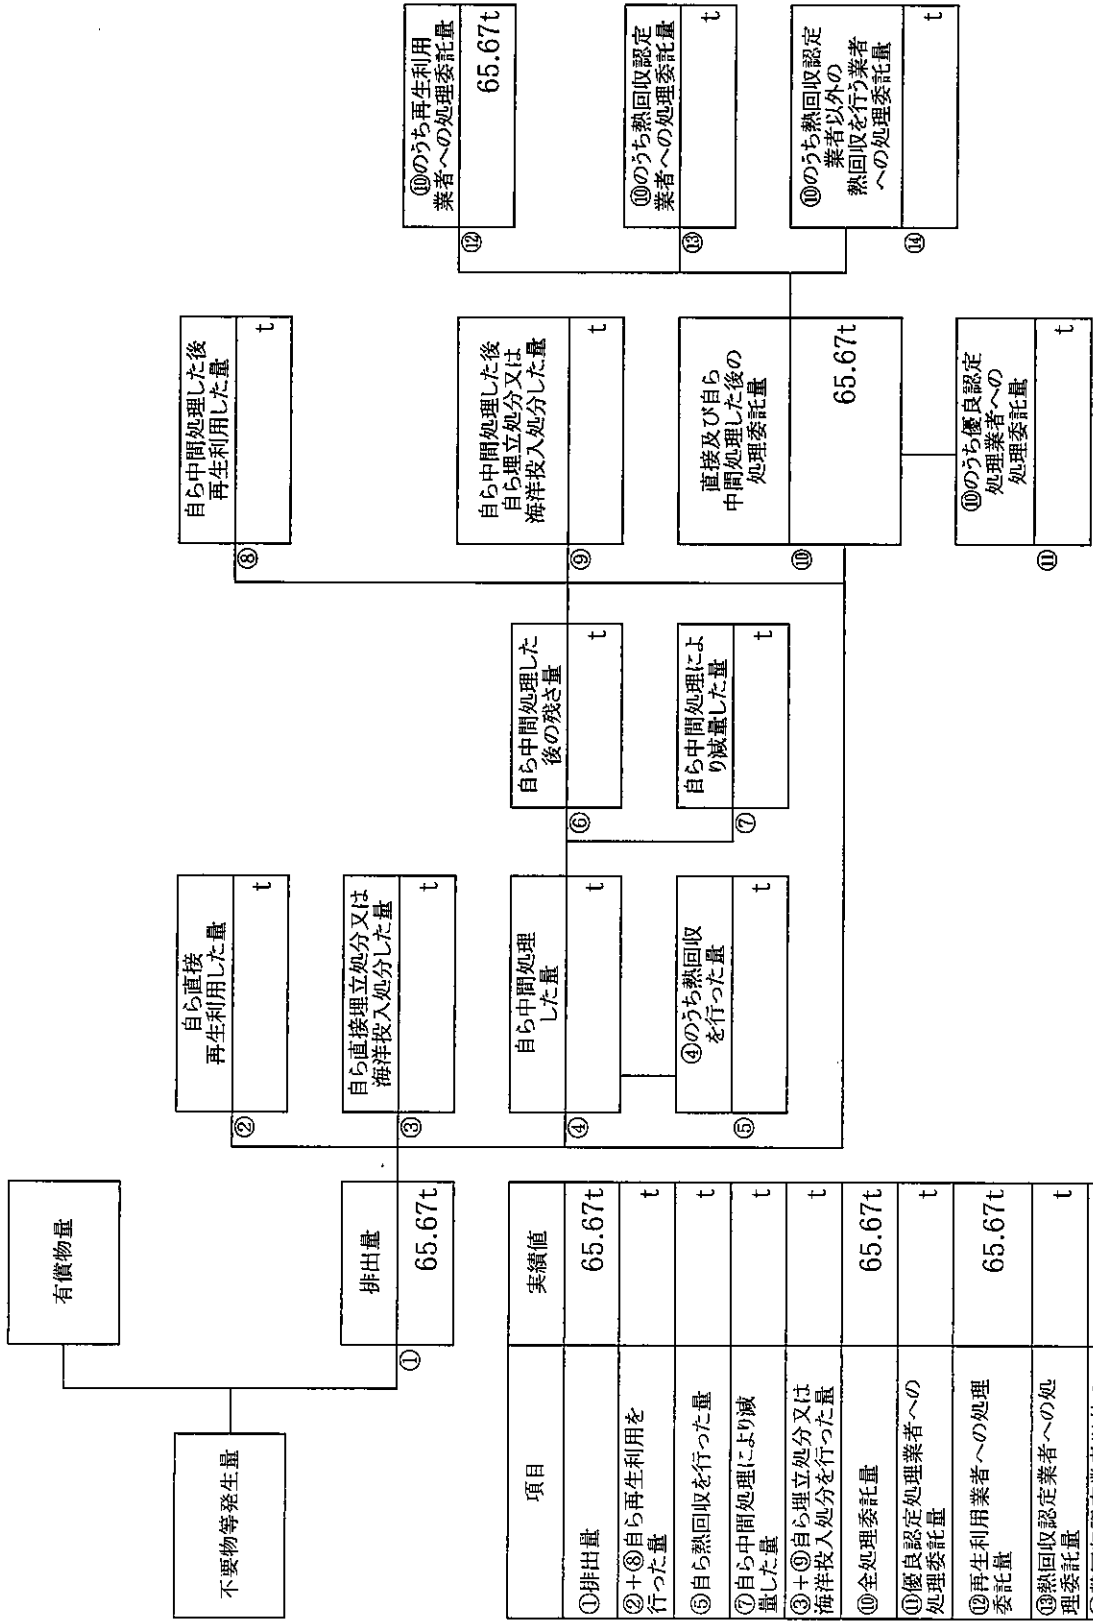 不要物等発生量
有償物量
排出量
①
65.67t
自ら直接
再生利用した量
②
t
自ら直接埋立処分又は
海洋投入処分した量
③
t
自ら中間処理
した量
④
t
④のうち熱回収
を行った量
⑤
t
自ら中間処理した
後の残さ量
⑥
t
自ら中間処理によ
り減量した量
⑦
t
自ら中間処理した後
再生利用した量
⑧
t
自ら中間処理した後
自ら埋立処分又は
海洋投入処分した量
⑨
t
直接及び自ら
中間処理した後の
処理委託量
⑩
65.67t
⑩のうち優良認定
処理業者への
処理委託量
⑪
t
⑩のうち再生利用
業者への処理委託量
⑫
65.67t
⑩のうち熱回収認定
業者への処理委託量
⑬
t
⑩のうち熱回収認定
業者以外の
熱回収を行う業者
への処理委託量
⑭
t
項目 実績値
①排出量 65.67t
②+⑧自ら再生利用を
行った量 t
⑤自ら熱回収を行った量 t
⑦自ら中間処理により減
量した量 t
③+⑨自ら埋立処分又は
海洋投入処分を行った量 t
⑩全処理委託量 65.67t
⑪優良認定処理業者への
処理委託量 t
⑫再生利用業者への処理
委託量 65.67t
⑬熱回収認定業者への処
理委託量 t